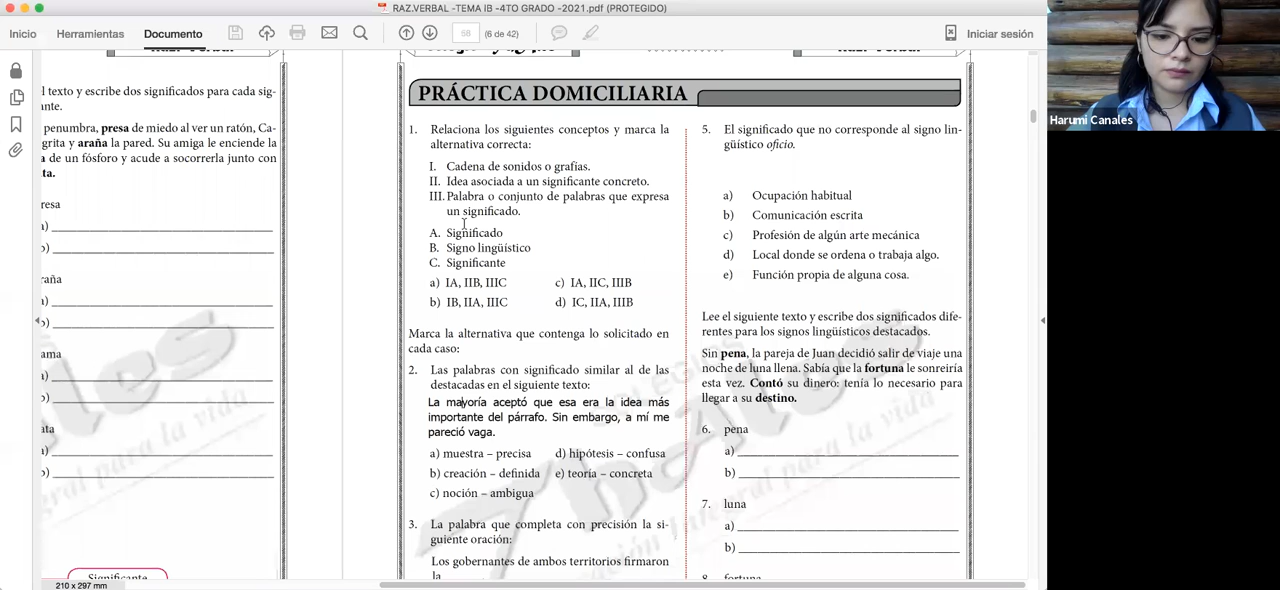 RAZ.VERBAL -TEMA IB -4TO GRADO -2021.pdf (PROTEGIDO)
Inicio
Herramientas
Documento
58
(6 de 42)
Iniciar sesión
l texto y escribe dos significados para cada sig-
ante.
penumbra, presa de miedo al ver un ratón, Ca-
grita y araña la pared. Su amiga le enciende la
a de un fósforo y acude a socorrerla junto con
ta.
resa
a)
b)
raña
a)
b)
ama
a)
b)
ata
a)
b)
Significante
PRÁCTICA DOMICILIARIA
1. Relaciona los siguientes conceptos y marca la
alternativa correcta:
I. Cadena de sonidos o grafías.
II. Idea asociada a un significante concreto.
III. Palabra o conjunto de palabras que expresa
un significado.
A. Significado
B. Signo lingüístico
C. Significante
a) IA, IIB, IIIC c) IA, IIC, IIIB
b) IB, IIA, IIIC d) IC, IIA, IIIB
Marca la alternativa que contenga lo solicitado en
cada caso:
2. Las palabras con significado similar al de las
destacadas en el siguiente texto:
La mayoría aceptó que esa era la idea más
importante del párrafo. Sin embargo, a mí me
pareció vaga.
a) muestra – precisa d) hipótesis – confusa
b) creación – definida e) teoría – concreta
c) noción – ambigua
3. La palabra que completa con precisión la si-
guiente oración:
Los gobernantes de ambos territorios firmaron
la
5. El significado que no corresponde al signo lin-
güístico oficio.
a) Ocupación habitual
b) Comunicación escrita
c) Profesión de algún arte mecánica
d) Local donde se ordena o trabaja algo.
e) Función propia de alguna cosa.
Lee el siguiente texto y escribe dos significados dife-
rentes para los signos lingüísticos destacados.
Sin pena, la pareja de Juan decidió salir de viaje una
noche de luna llena. Sabía que la fortuna le sonreiría
esta vez. Contó su dinero: tenía lo necesario para
llegar a su destino.
6. pena
a)
b)
7. luna
a)
b)
8. fortuna
210 x 297 mm
Harumi Canales